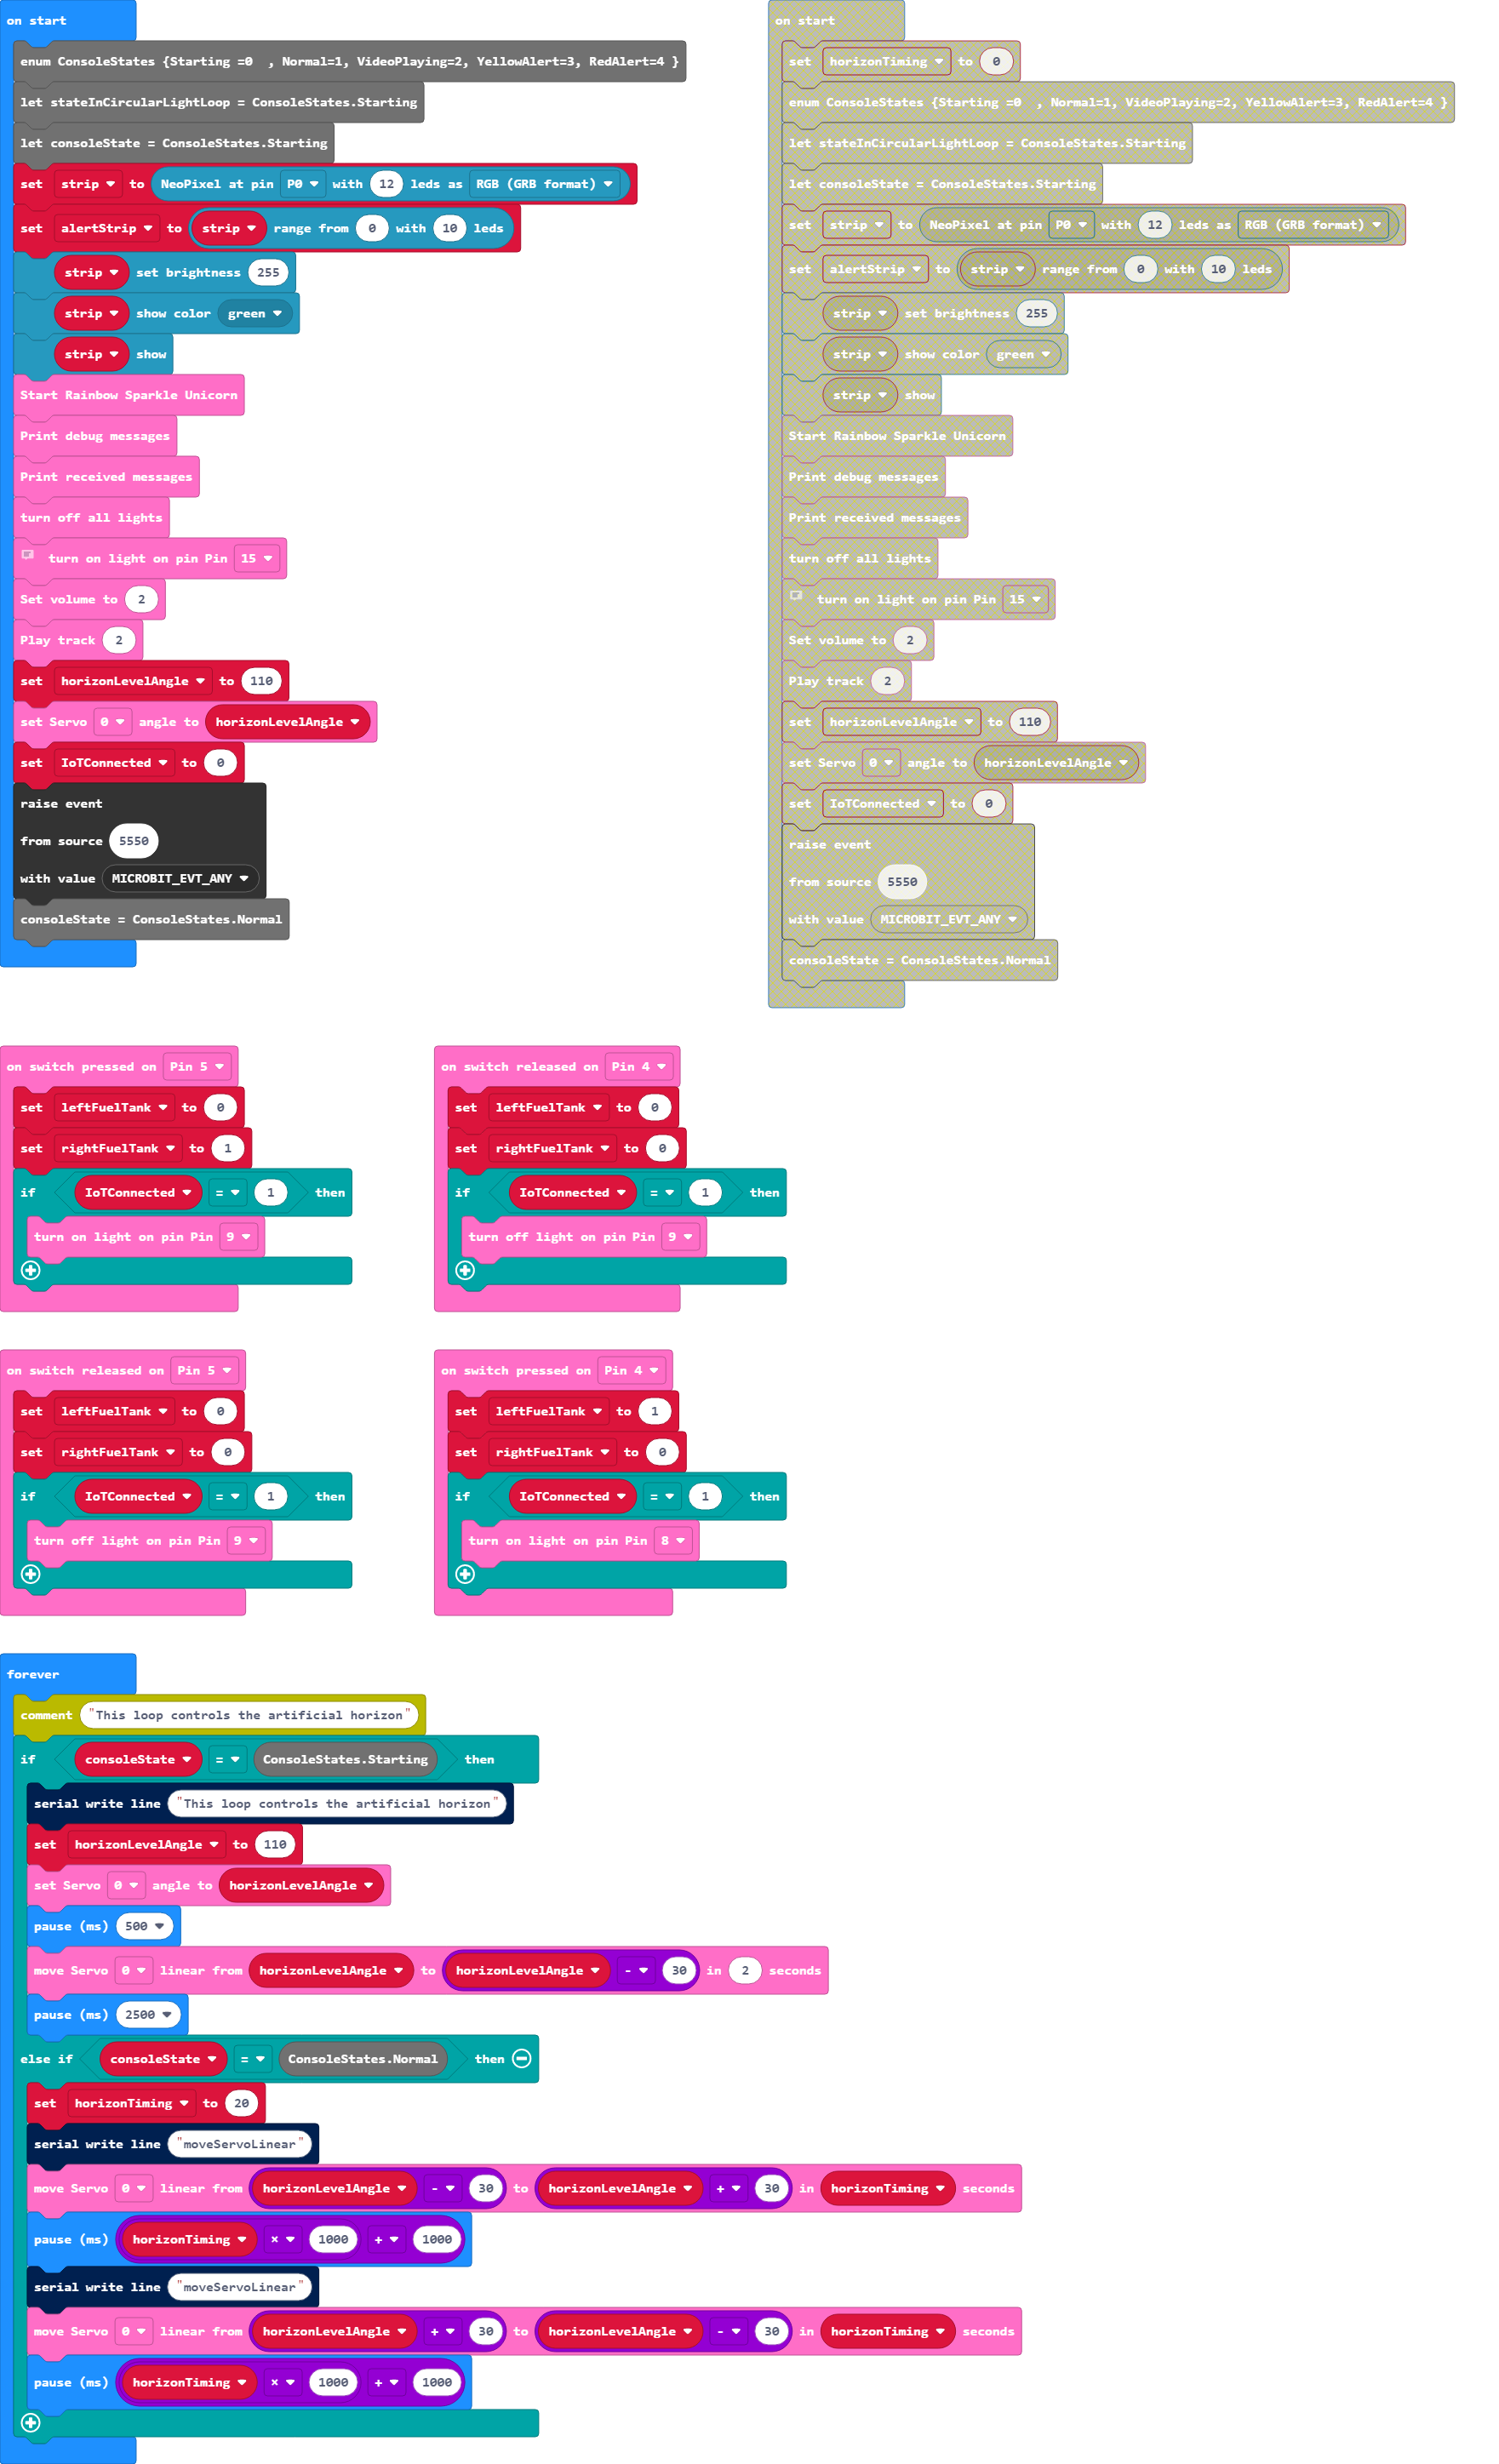 on start
enum ConsoleStates {Starting =0  , Normal=1, VideoPlaying=2, YellowAlert=3, RedAlert=4 }
let stateInCircularLightLoop = ConsoleStates.Starting
let consoleState = ConsoleStates.Starting
set strip to NeoPixel at pin P0 with 12 leds as RGB (GRB format)
set alertStrip to strip range from 0 with 10 leds
strip set brightness 255
strip show color green
strip show
Start Rainbow Sparkle Unicorn
Print debug messages
Print received messages
turn off all lights
turn on light on pin Pin 15
Set volume to 2
Play track 2
set horizonLevelAngle to 110
set Servo 0 angle to horizonLevelAngle
set IoTConnected to 0
raise event
from source 5550
with value MICROBIT_EVT_ANY
consoleState = ConsoleStates.Normal
on start
set horizonTiming to 0
enum ConsoleStates {Starting =0  , Normal=1, VideoPlaying=2, YellowAlert=3, RedAlert=4 }
let stateInCircularLightLoop = ConsoleStates.Starting
let consoleState = ConsoleStates.Starting
set strip to NeoPixel at pin P0 with 12 leds as RGB (GRB format)
set alertStrip to strip range from 0 with 10 leds
strip set brightness 255
strip show color green
strip show
Start Rainbow Sparkle Unicorn
Print debug messages
Print received messages
turn off all lights
turn on light on pin Pin 15
Set volume to 2
Play track 2
set horizonLevelAngle to 110
set Servo 0 angle to horizonLevelAngle
set IoTConnected to 0
raise event
from source 5550
with value MICROBIT_EVT_ANY
consoleState = ConsoleStates.Normal
on switch pressed on Pin 5
set leftFuelTank to 0
set rightFuelTank to 1
if IoTConnected = 1 then
turn on light on pin Pin 9
on switch released on Pin 4
set leftFuelTank to 0
set rightFuelTank to 0
if IoTConnected = 1 then
turn off light on pin Pin 9
on switch released on Pin 5
set leftFuelTank to 0
set rightFuelTank to 0
if IoTConnected = 1 then
turn off light on pin Pin 9
on switch pressed on Pin 4
set leftFuelTank to 1
set rightFuelTank to 0
if IoTConnected = 1 then
turn on light on pin Pin 8
forever
comment "This loop controls the artificial horizon"
if consoleState = ConsoleStates.Starting then
serial write line "This loop controls the artificial horizon"
set horizonLevelAngle to 110
set Servo 0 angle to horizonLevelAngle
pause (ms) 500
move Servo 0 linear from horizonLevelAngle to horizonLevelAngle - 30 in 2 seconds
pause (ms) 2500
else if consoleState = ConsoleStates.Normal then
set horizonTiming to 20
serial write line "moveServoLinear"
move Servo 0 linear from horizonLevelAngle - 30 to horizonLevelAngle + 30 in horizonTiming seconds
pause (ms) horizonTiming × 1000 + 1000
serial write line "moveServoLinear"
move Servo 0 linear from horizonLevelAngle + 30 to horizonLevelAngle - 30 in horizonTiming seconds
pause (ms) horizonTiming × 1000 + 1000